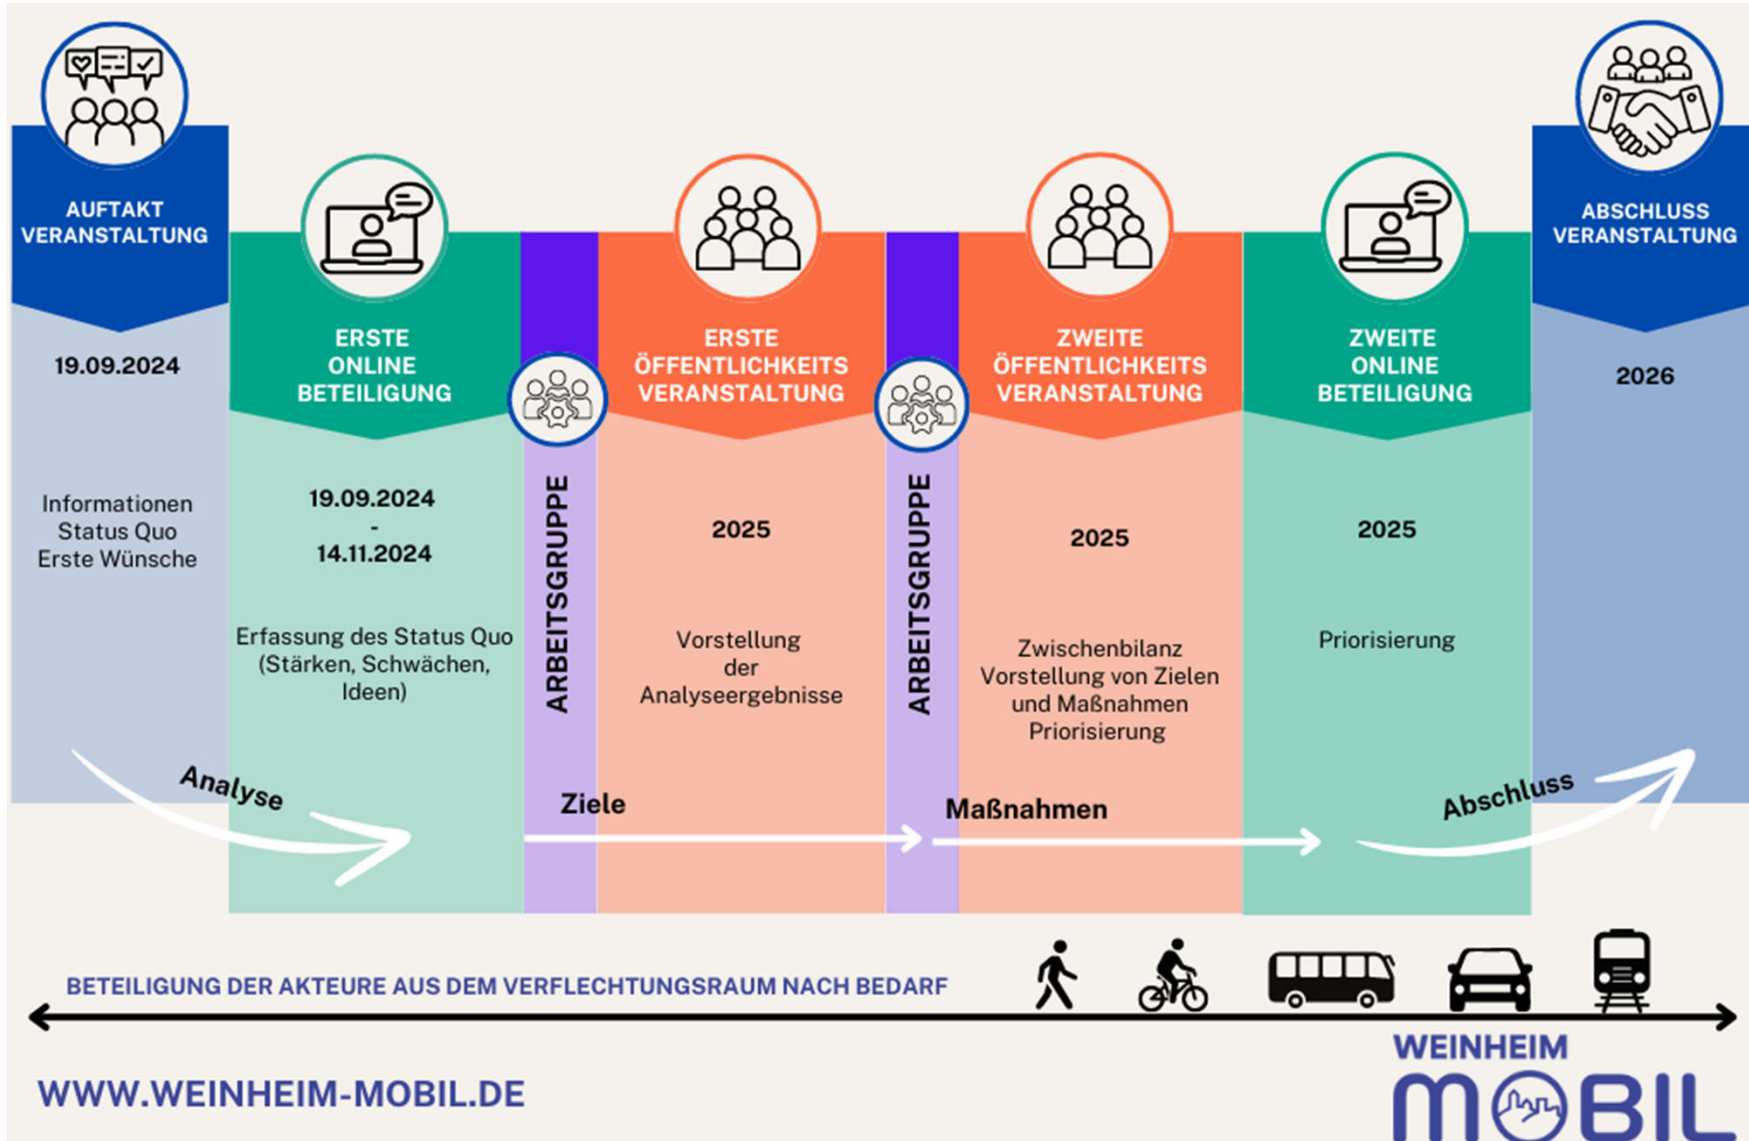 AUFTAKT
VERANSTALTUNG
19.09.2024
Informationen
Status Quo
Erste Wünsche
ERSTE
ONLINE
BETEILIGUNG
19.09.2024
-
14.11.2024
Erfassung des Status Quo
(Stärken, Schwächen,
Ideen)
ARBEITSGRUPPE
ERSTE
ÖFFENTLICHKEITS
VERANSTALTUNG
2025
Vorstellung
der
Analyseergebnisse
ARBEITSGRUPPE
ZWEITE
ÖFFENTLICHKEITS
VERANSTALTUNG
2025
Zwischenbilanz
Vorstellung von Zielen
und Maßnahmen
Priorisierung
ZWEITE
ONLINE
BETEILIGUNG
2025
Priorisierung
ABSCHLUSS
VERANSTALTUNG
2026
Analyse
Ziele
Maßnahmen
Abschluss
BETEILIGUNG DER AKTEURE AUS DEM VERFLECHTUNGSRAUM NACH BEDARF
WWW.WEINHEIM-MOBIL.DE
WEINHEIM
MOBIL